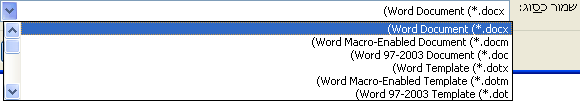 שמור כסוג: (Word Document (*.docx
(Word Document (*.docx
(Word Macro-Enabled Document (*.docm
(Word 97-2003 Document (*.doc
(Word Template (*.dotx
(Word Macro-Enabled Template (*.dotm
(Word 97-2003 Template (*.dot